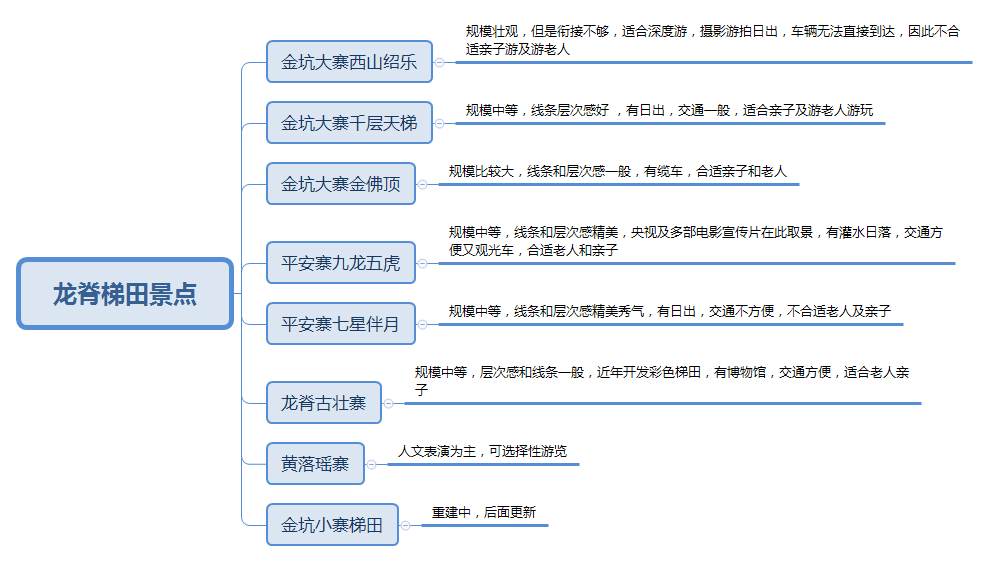 龙脊梯田景点
金坑大寨西山绍乐
规模壮观，但是衔接不够，适合深度游，摄影游拍日出，车辆无法直接到达，因此不合
适亲子游及游老人
金坑大寨千层天梯
规模中等，线条层次感好 ，有日出，交通一般，适合亲子及游老人游玩
金坑大寨金佛顶
规模比较大，线条和层次感一般，有缆车，合适亲子和老人
平安寨九龙五虎
规模中等，线条和层次感精美，央视及多部电影宣传片在此取景，有灌水日落，交通方
便又观光车，合适老人和亲子
平安寨七星伴月
规模中等，线条和层次感精美秀气，有日出，交通不方便，不合适老人及亲子
龙脊古壮寨
规模中等，层次感和线条一般，近年开发彩色梯田，有博物馆，交通方便，适合老人亲
子
黄落瑶寨
人文表演为主，可选择性游览
金坑小寨梯田
重建中，后面更新